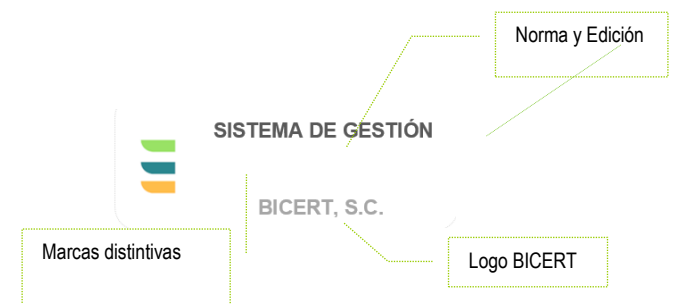 Norma y Edición
SISTEMA DE GESTIÓN
BICERT, S.C.
Marcas distintivas
Logo BICERT